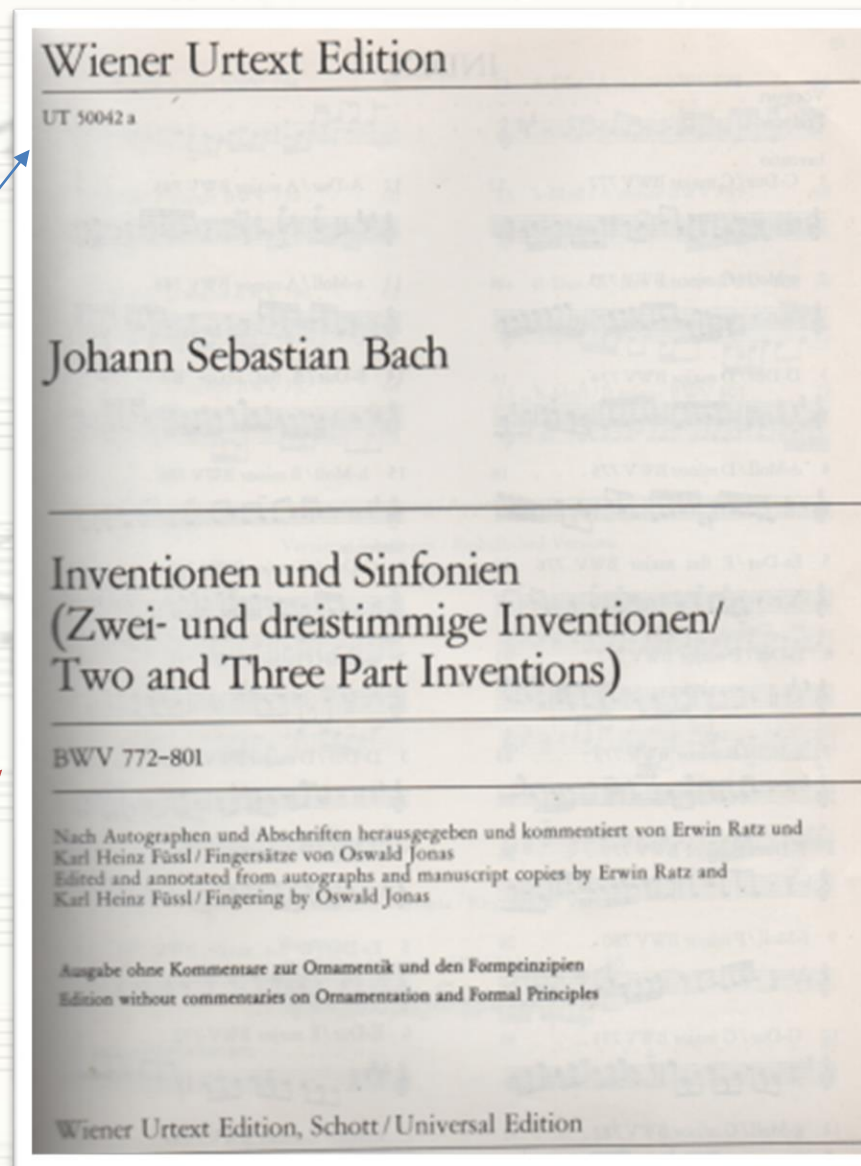 Wiener Urtext Edition
UT 50042 a
Johann Sebastian Bach
Inventionen und Sinfonien
(Zwei- und dreistimmige Inventionen/
Two and Three Part Inventions)
BWV 772-801
Nach Autographen und Abschriften herausgegeben und kommentiert von Erwin Ratz und
Karl Heinz Füssl/Fingersätze von Oswald Jonas
Edited and annotated from autographs and manuscript copies by Erwin Ratz and
Karl Heinz Füssl/Fingering by Oswald Jonas
Ausgabe ohne Kommentare zur Ornamentik und den Formprinzipien
Edition without commentaries on Ornamentation and Formal Principles
Wiener Urtext Edition, Schott/Universal Edition